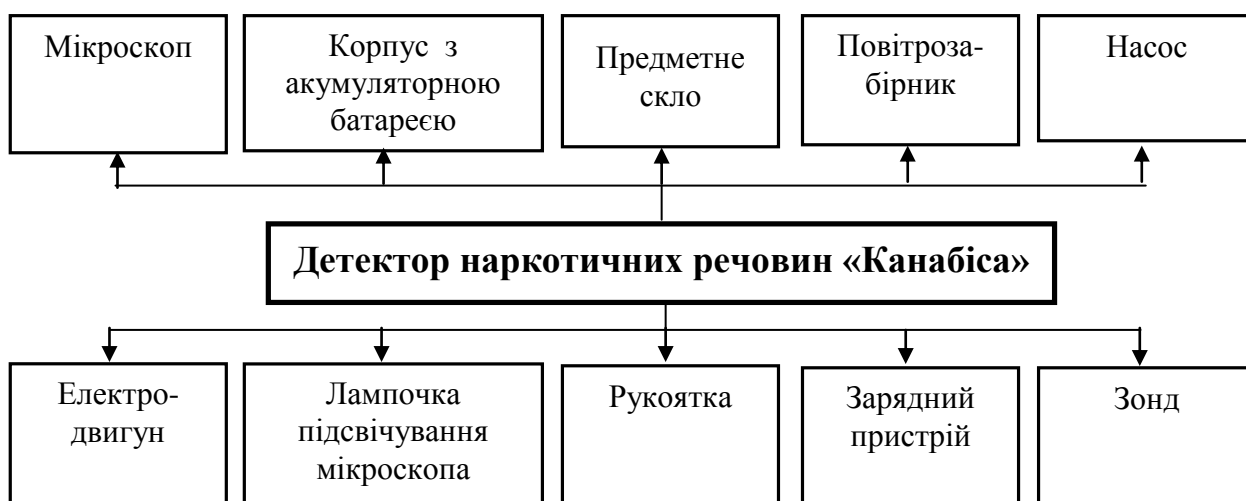 Мікроскоп
Корпус з
акумуляторною
батареєю
Предметне
скло
Повітроза-
бірник
Насос
Детектор наркотичних речовин «Канабіса»
Електро-
двигун
Лампочка
підсвічування
мікроскопа
Рукоятка
Зарядний
пристрій
Зонд